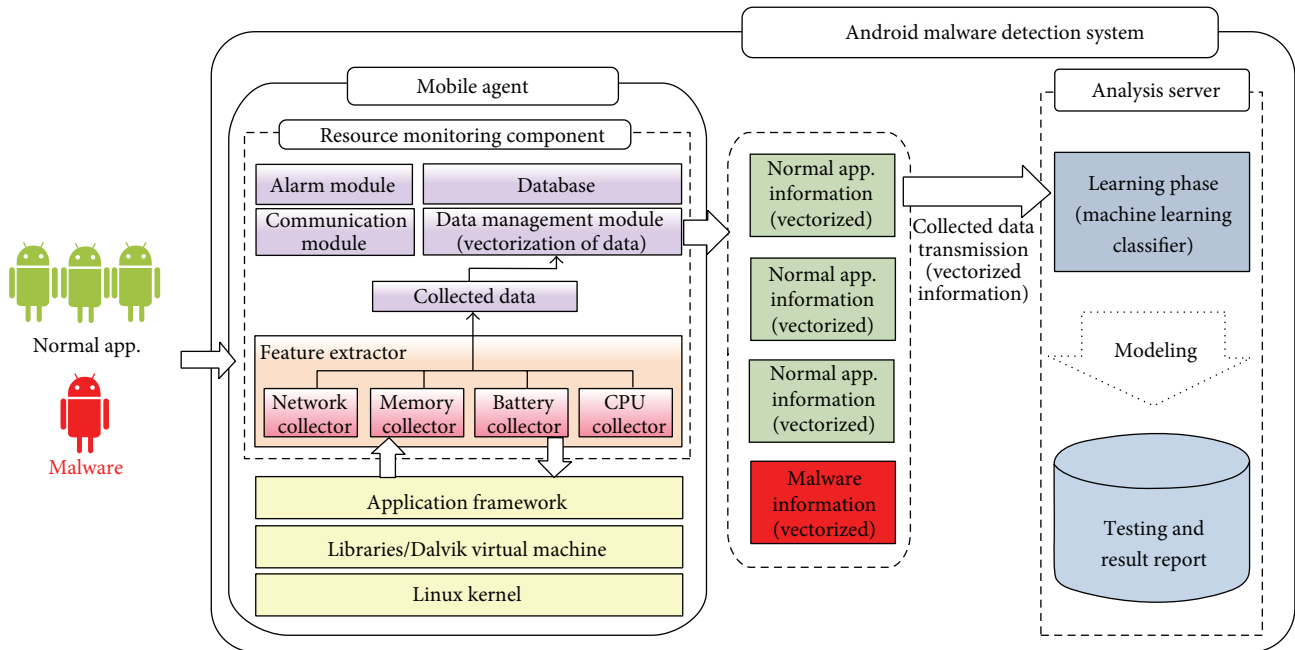 Android malware detection system
Mobile agent
Analysis server
Resource monitoring component
Alarm module
Database
Communication
module
Data management module
(vectorization of data)
Collected data
Feature extractor
Network
collector
Memory
collector
Battery
collector
CPU
collector
Application framework
Libraries/Dalvik virtual machine
Linux kernel
Normal app.
Malware
Normal app.
information
(vectorized)
Normal app.
information
(vectorized)
Normal app.
information
(vectorized)
Malware
information
(vectorized)
Collected data
transmission
(vectorized
information)
Learning phase
(machine learning
classifier)
Modeling
Testing and
result report